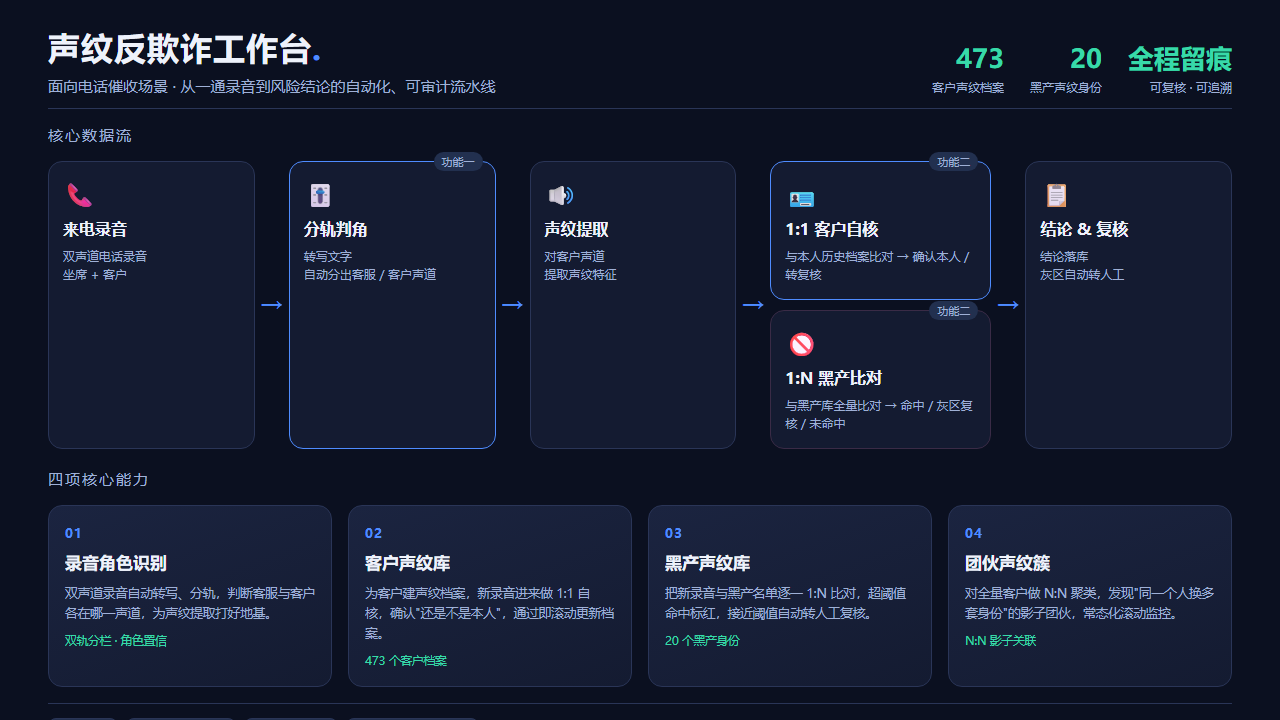 声纹反欺诈工作台.
面向电话催收场景 · 从一通录音到风险结论的自动化、可审计流水线
473
客户声纹档案
20
黑产声纹身份
全程留痕
可复核 · 可追溯
核心数据流
来电录音
双声道电话录音
坐席 + 客户
→
功能一
分轨判角
转写文字
自动分出客服 / 客户声道
→
声纹提取
对客户声道
提取声纹特征
→
功能二
1:1 客户自核
与本人历史档案比对 → 确认本人 /
转复核
功能二
1:N 黑产比对
与黑产库全量比对 → 命中 / 灰区复
核 / 未命中
→
结论 & 复核
结论落库
灰区自动转人工
四项核心能力
01
录音角色识别
双声道录音自动转写、分轨，判断客服与客户
各在哪一声道，为声纹提取打好地基。
双轨分栏 · 角色置信
02
客户声纹库
为客户建声纹档案，新录音进来做 1:1 自
核，确认"还是不是本人"，通过即滚动更新档
案。
473 个客户档案
03
黑产声纹库
把新录音与黑产名单逐一 1:N 比对，超阈值
命中标红，接近阈值自动转人工复核。
20 个黑产身份
04
团伙声纹簇
对全量客户做 N:N 聚类，发现"同一个人换多
套身份"的影子团伙，常态化滚动监控。
N:N 影子关联